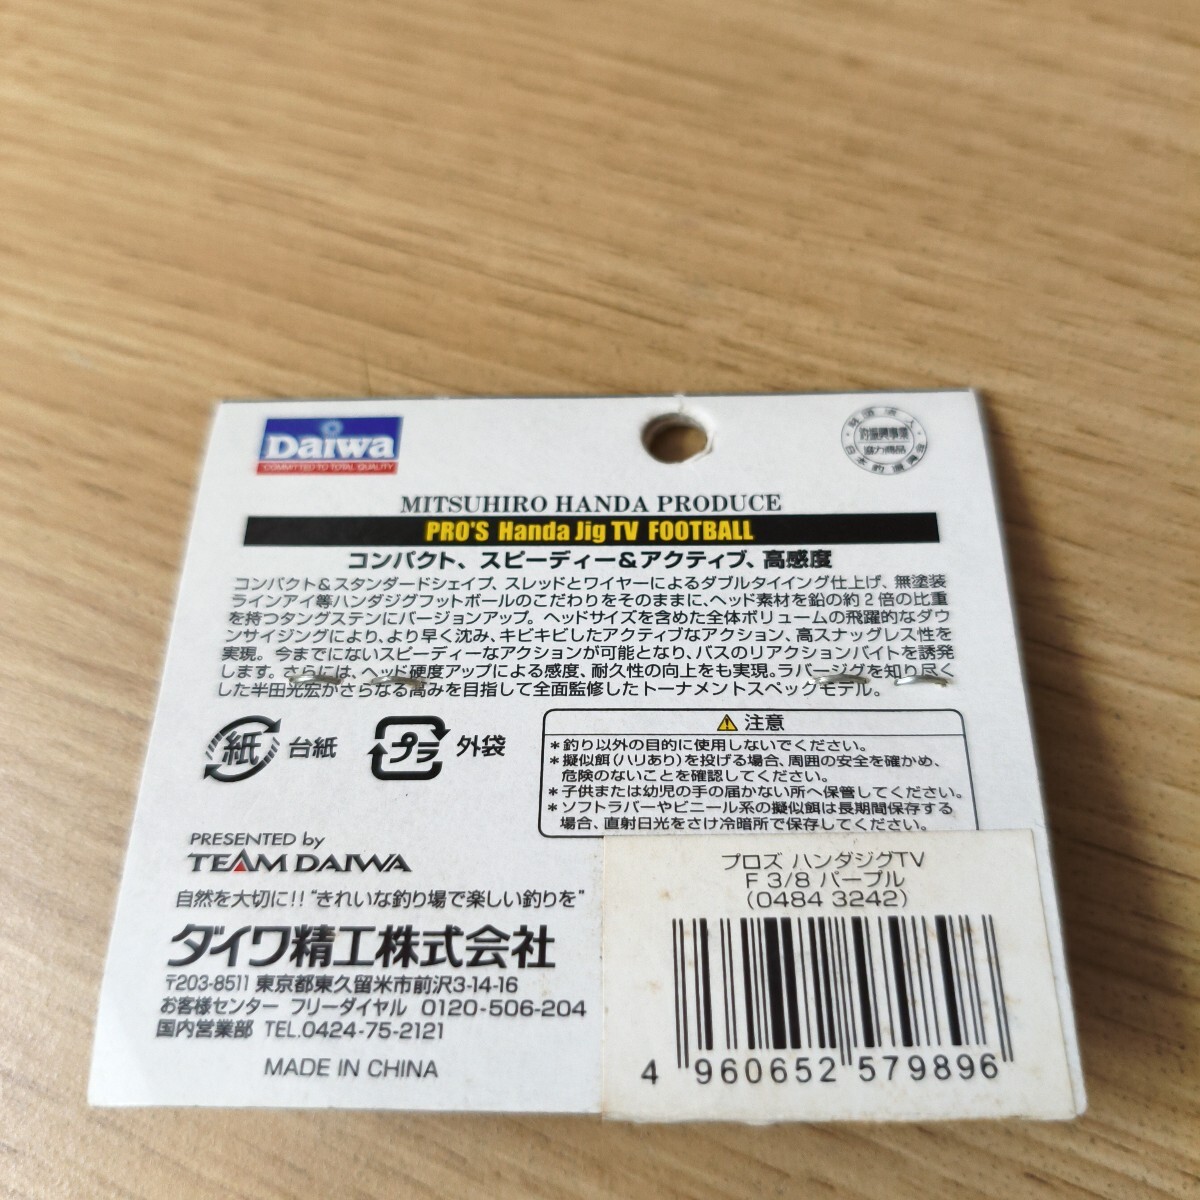 Daiwa
COMMITTED TO TOTAL QUALITY
財団法人
釣振興事業
協力商品
日本釣振興会
MITSUHIRO HANDA PRODUCE
PRO'S Handa Jig TV FOOTBALL
コンパクト、スピーディー&アクティブ、高感度
コンパクト&スタンダードシェイプ、スレッドとワイヤーによるダブルタイイング仕上げ、無塗装
ラインアイ等ハンダジグフットボールのこだわりをそのままに、ヘッド素材を鉛の約2倍の比重
を持つタングステンにバージョンアップ。ヘッドサイズを含めた全体ボリュームの飛躍的なダウ
ンサイジングにより、より早く沈み、キビキビしたアクティブなアクション、高スナッグレス性を
実現。今までにないスピーディーなアクションが可能となり、バスのリアクションバイトを誘発
します。さらには、ヘッド硬度アップによる感度、耐久性の向上をも実現。ラバージグを知り尽く
した半田光宏がさらなる高みを目指して全面監修したトーナメントスペックモデル。
紙 台紙
プラ 外袋
注意
*釣り以外の目的に使用しないでください。
*擬似餌(ハリあり)を投げる場合、周囲の安全を確かめ、
危険のないことを確認してください。
*子供または幼児の手の届かない所へ保管してください。
*ソフトラバーやビニール系の擬似餌は長期間保存する
場合、直射日光をさけ冷暗所で保存してください。
PRESENTED by
TEAM DAIWA
自然を大切に!!"きれいな釣り場で楽しい釣りを"
ダイワ精工株式会社
〒203-8511 東京都東久留米市前沢3-14-16
お客様センター フリーダイヤル 0120-506-204
国内営業部 TEL.0424-75-2121
MADE IN CHINA
プロズ ハンダジグTV
F 3/8 パープル
(0484 3242)
4 960652 579896